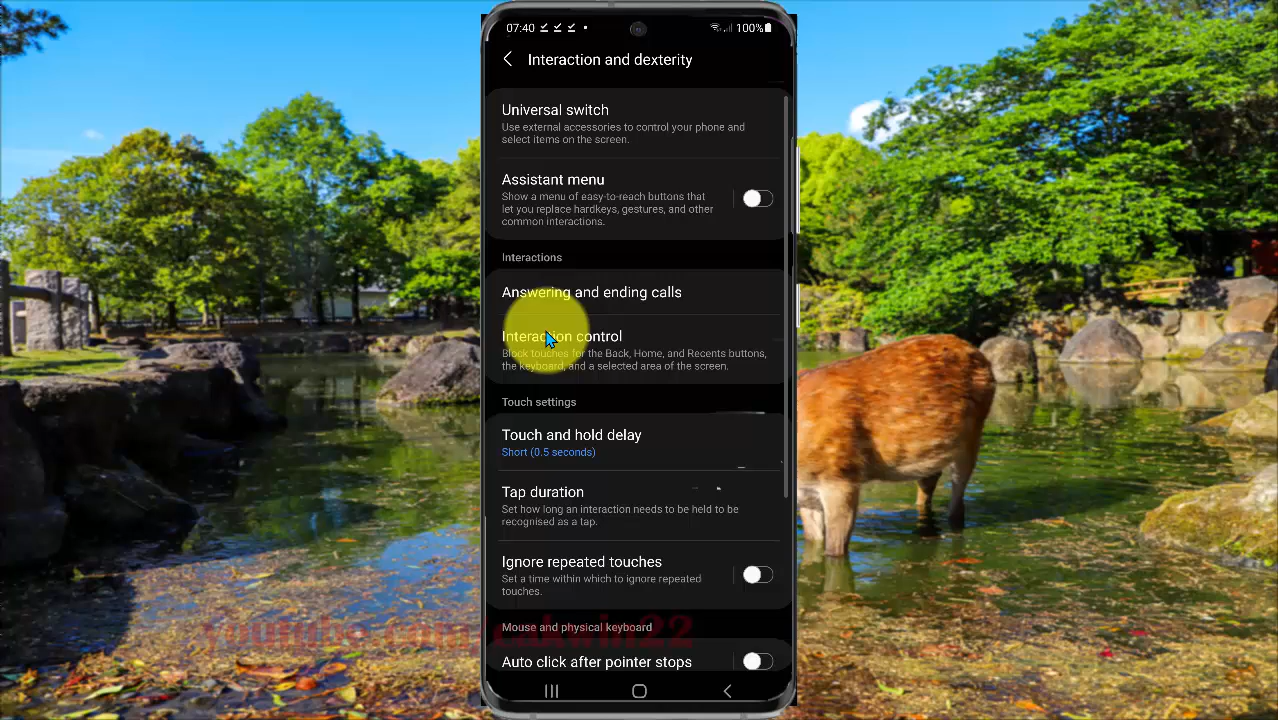 07:40
100%
Interaction and dexterity
Universal switch
Use external accessories to control your phone and
select items on the screen.
Assistant menu
Show a menu of easy-to-reach buttons that
let you replace hardkeys, gestures, and other
common interactions.
Interactions
Answering and ending calls
Interaction control
Block touches for the Back, Home, and Recents buttons,
the keyboard, and a selected area of the screen.
Touch settings
Touch and hold delay
Short (0.5 seconds)
Tap duration
Set how long an interaction needs to be held to be
recognised as a tap.
Ignore repeated touches
Set a time within which to ignore repeated
touches.
Mouse and physical keyboard
Auto click after pointer stops